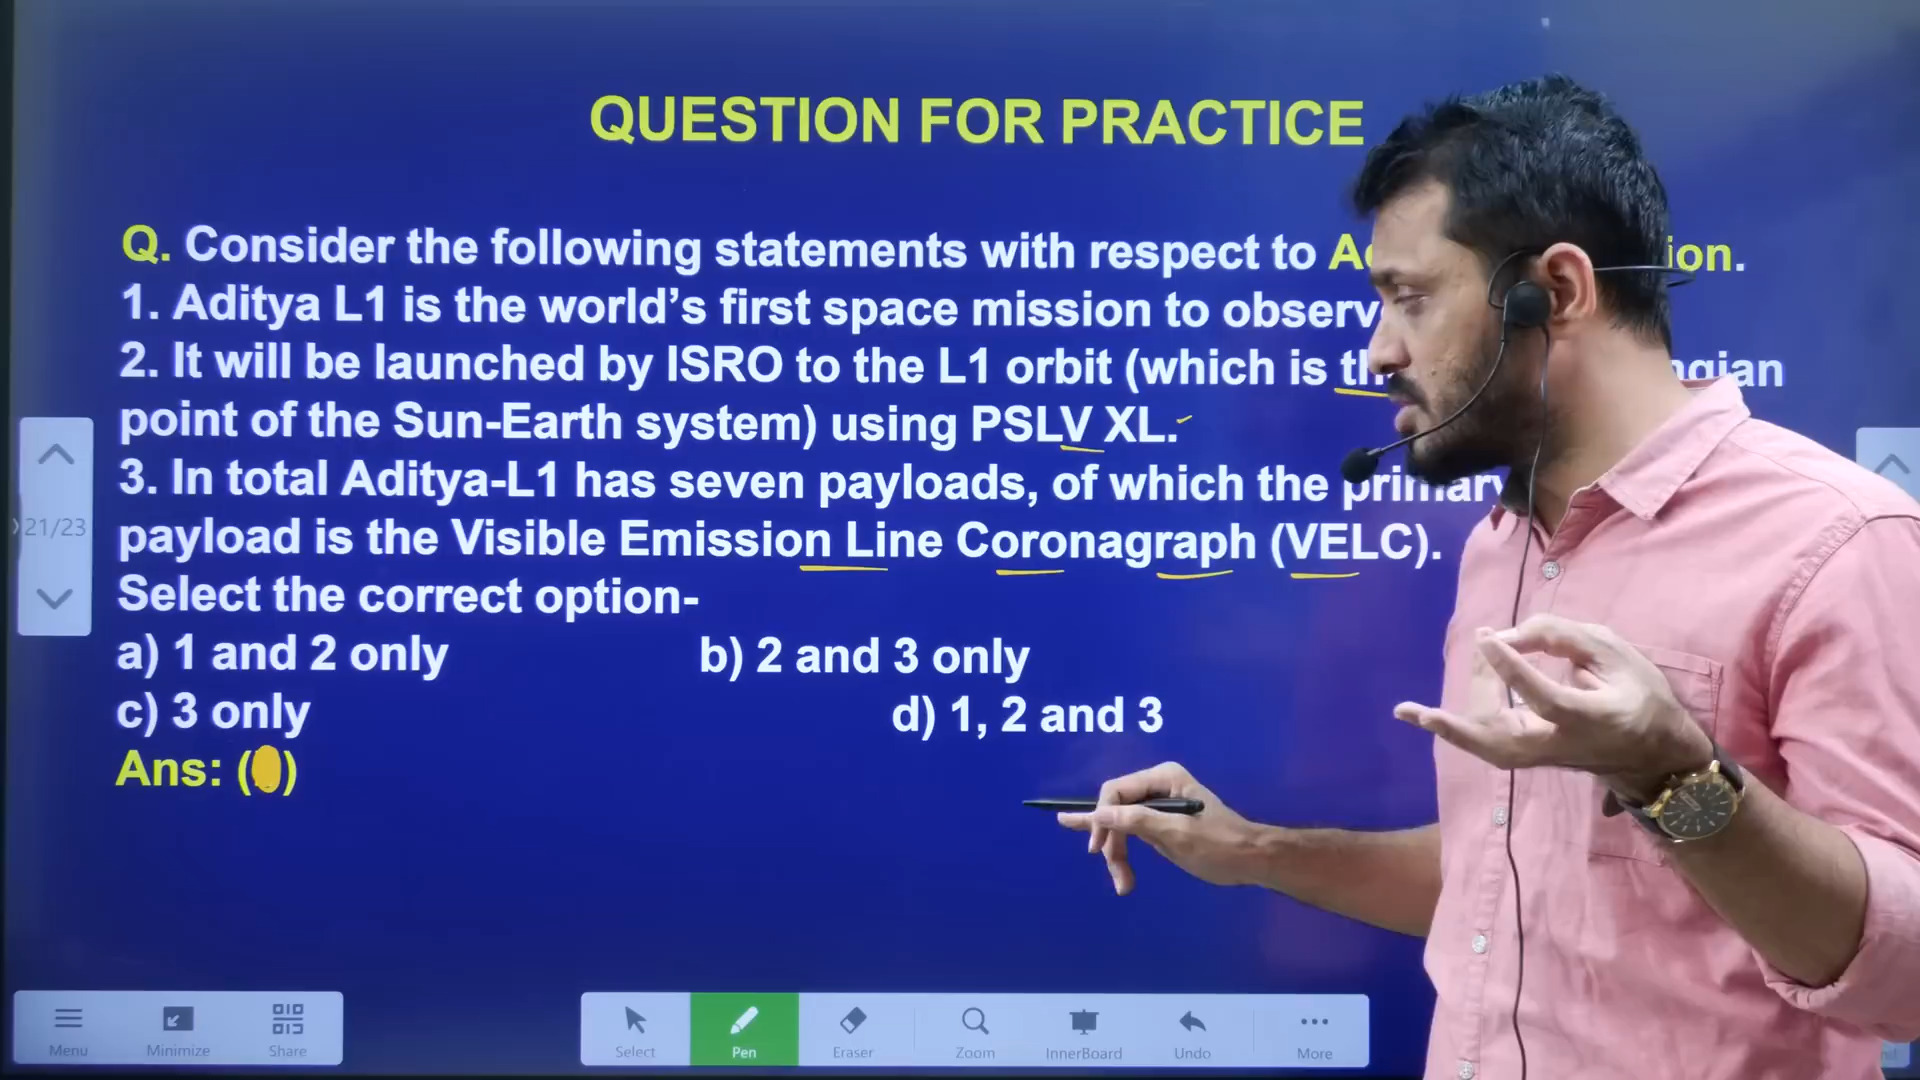 QUESTION FOR PRACTICE
Q. Consider the following statements with respect to
1. Aditya L1 is the world’s first space mission to
2. It will be launched by ISRO to the L1 orbit (which is
point of the Sun-Earth system) using PSLV XL.
3. In total Aditya-L1 has seven payloads, of which the primary
payload is the Visible Emission Line Coronagraph (VELC).
Select the correct option-
a) 1 and 2 only b) 2 and 3 only
c) 3 only d) 1, 2 and 3
Ans: ( )
21/23
Menu Minimize Share Select Pen Eraser Zoom InnerBoard Undo More